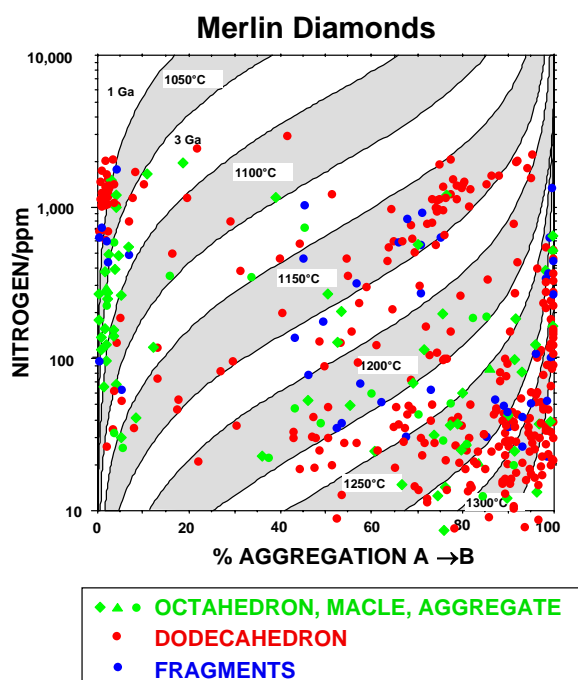 Merlin Diamonds
10,000
1 Ga
1050°C
3 Ga
1100°C
1,000
1150°C
NITROGEN/ppm
100
1200°C
1250°C
1300°C
10
0 20 40 60 80 100
% AGGREGATION A →B
OCTAHEDRON, MACLE, AGGREGATE
DODECAHEDRON
FRAGMENTS